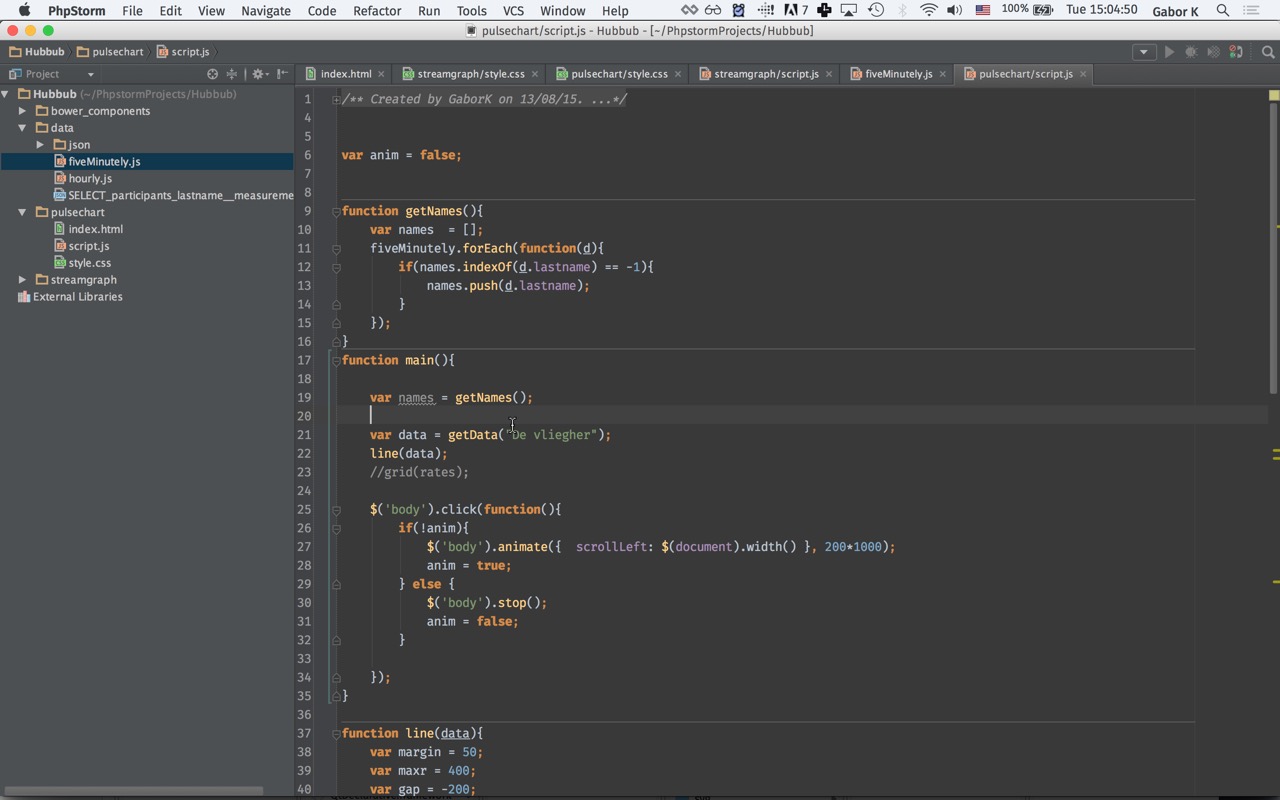 PhpStorm File Edit View Navigate Code Refactor Run Tools VCS Window Help 7 100% Tue 15:04:50 Gabor K
pulsechart/script.js - Hubbub - [~/PhpstormProjects/Hubbub]
Hubbub pulsechart script.js
Project index.html streamgraph/style.css pulsechart/style.css streamgraph/script.js fiveMinutely.js pulsechart/script.js
Hubbub (~/PhpstormProjects/Hubbub)
bower_components
data
json
fiveMinutely.js
hourly.js
SELECT_participants_lastname__measureme
pulsechart
index.html
script.js
style.css
streamgraph
External Libraries
1 /** Created by GaborK on 13/08/15. ...*/
4
5
6 var anim = false;
7
8
9 function getNames(){
10     var names  = [];
11     fiveMinutely.forEach(function(d){
12         if(names.indexOf(d.lastname) == -1){
13             names.push(d.lastname);
14         }
15     });
16 }
17 function main(){
18
19     var names = getNames();
20
21     var data = getData("De vliegher");
22     line(data);
23     //grid(rates);
24
25     $('body').click(function(){
26         if(!anim){
27             $('body').animate({  scrollLeft: $(document).width() }, 200*1000);
28             anim = true;
29         } else {
30             $('body').stop();
31             anim = false;
32         }
33
34     });
35 }
36
37 function line(data){
38     var margin = 50;
39     var maxr = 400;
40     var gap = -200;